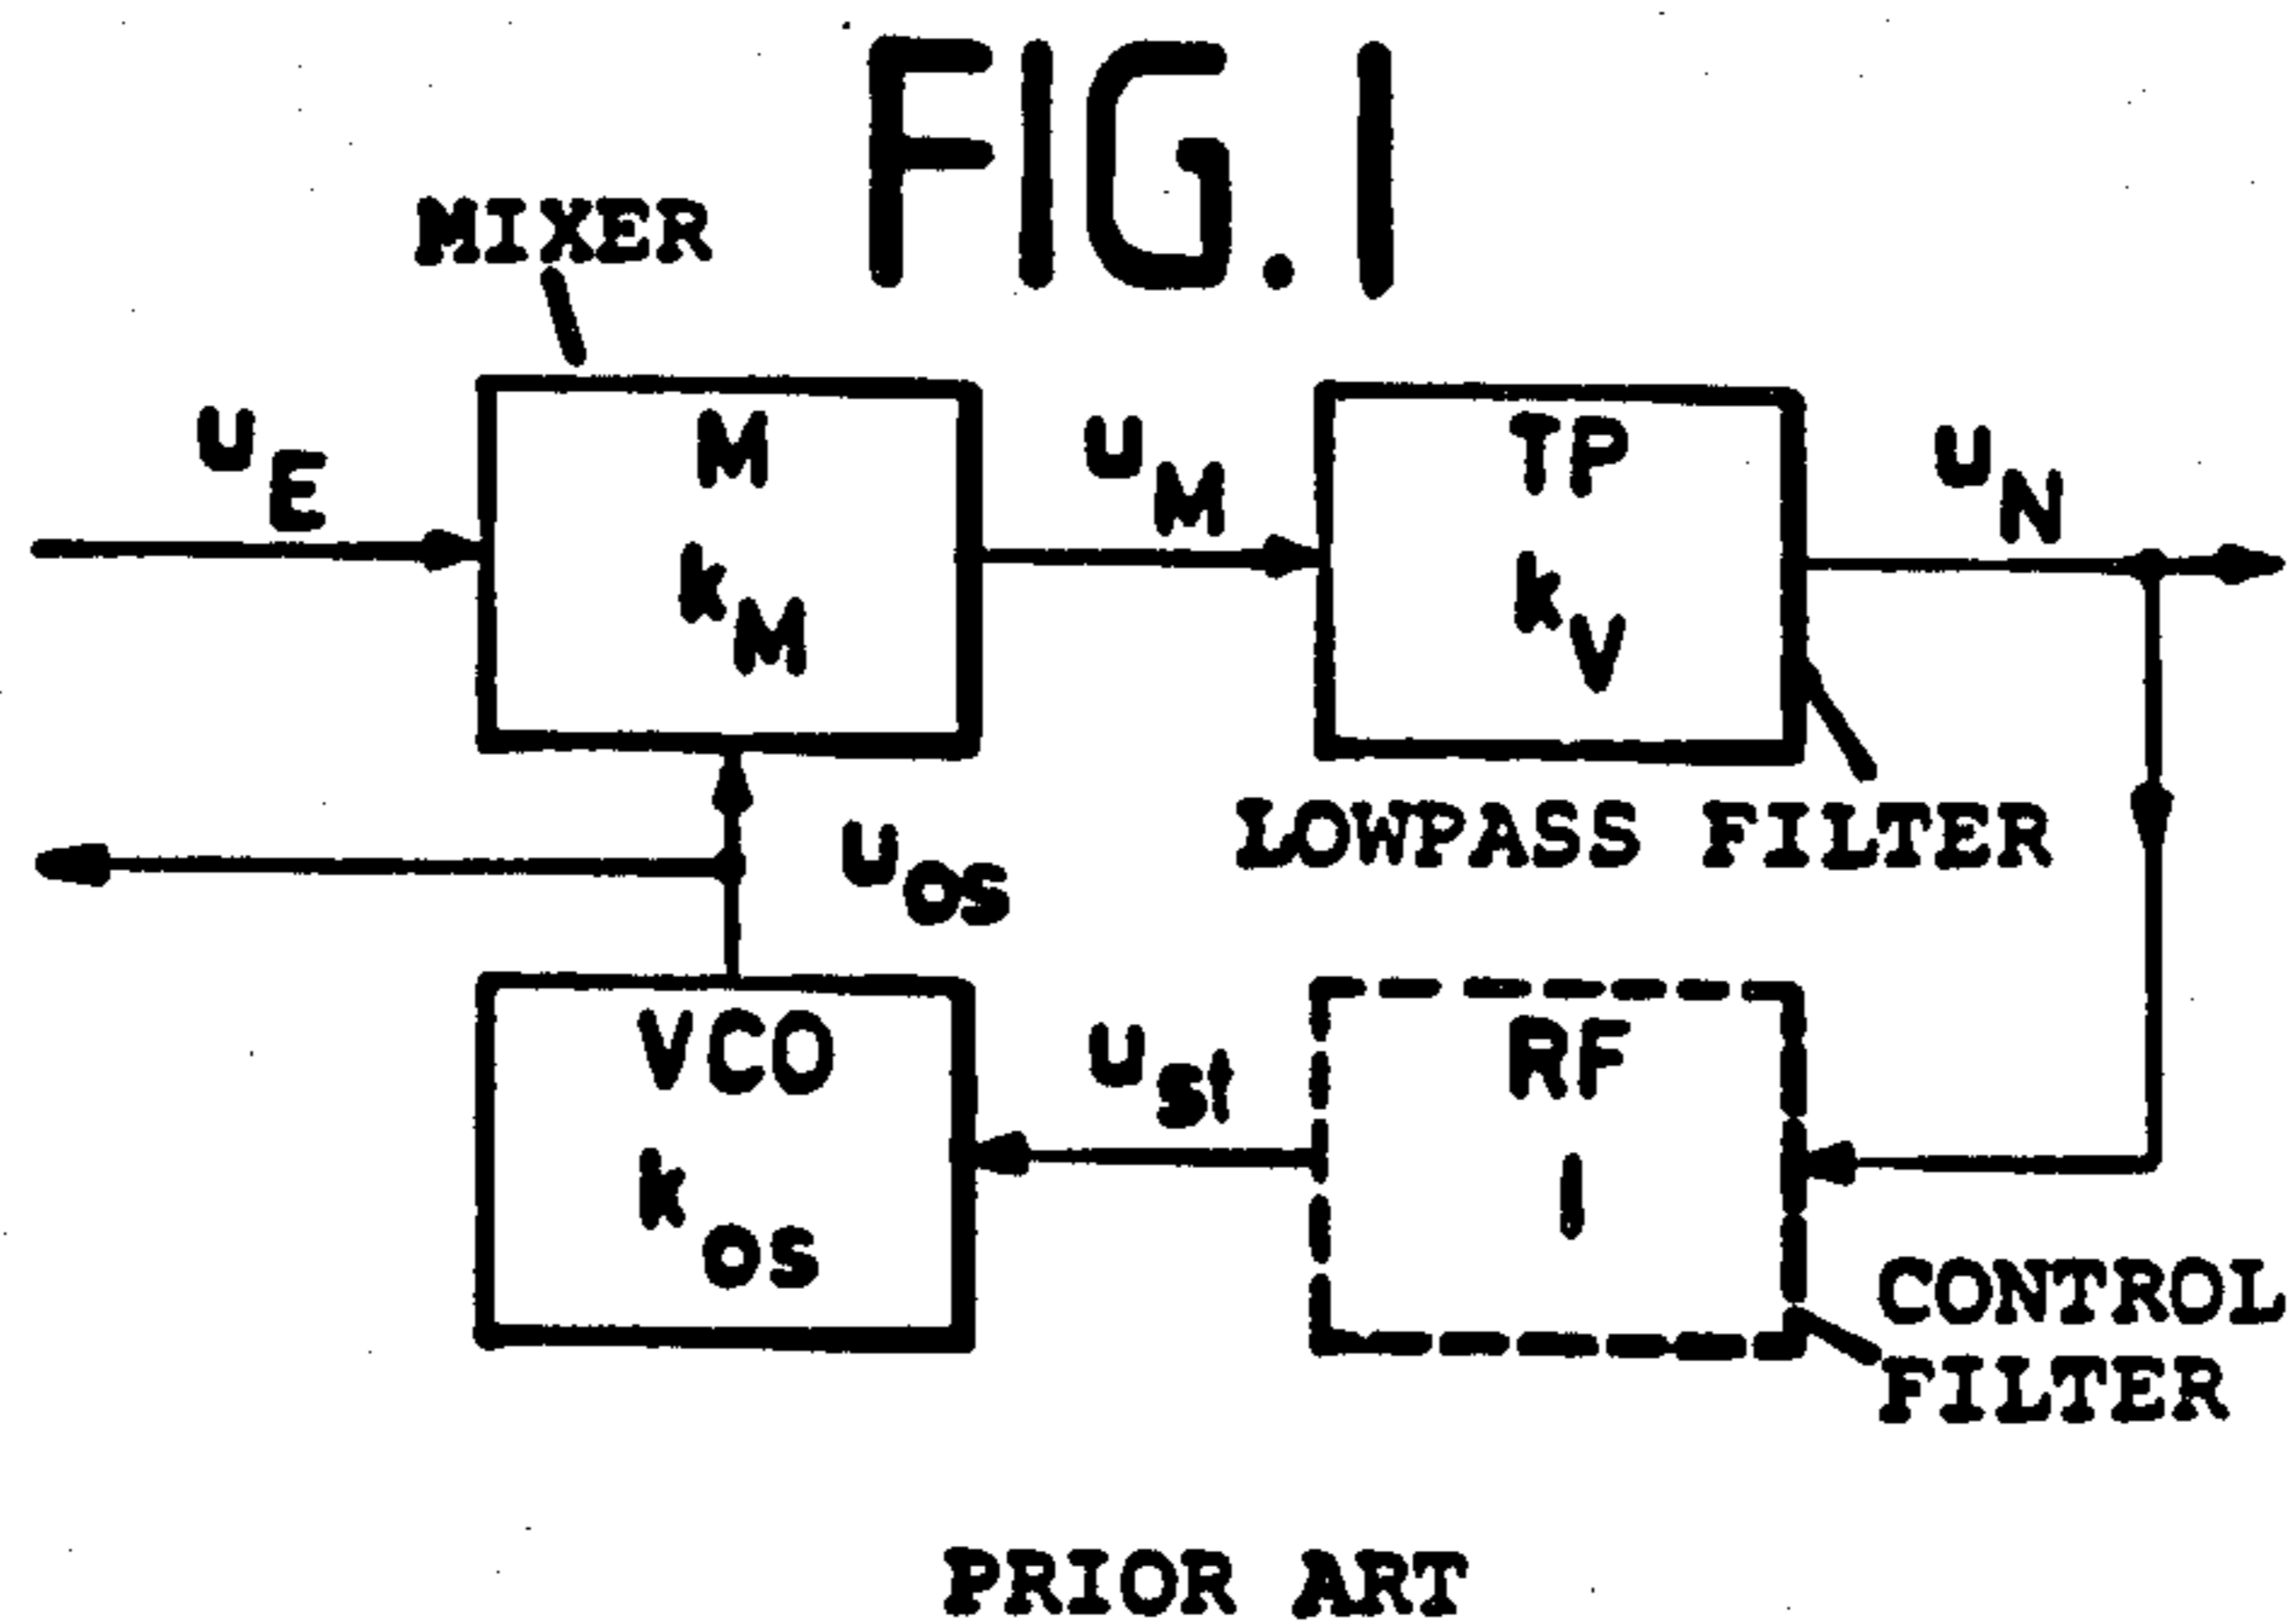 FIG. 1
MIXER
u_E
M
k_M
u_M
TP
k_V
u_N
LOWPASS FILTER
u_os
VCO
k_os
u_st
RF
1
CONTROL
FILTER
PRIOR ART